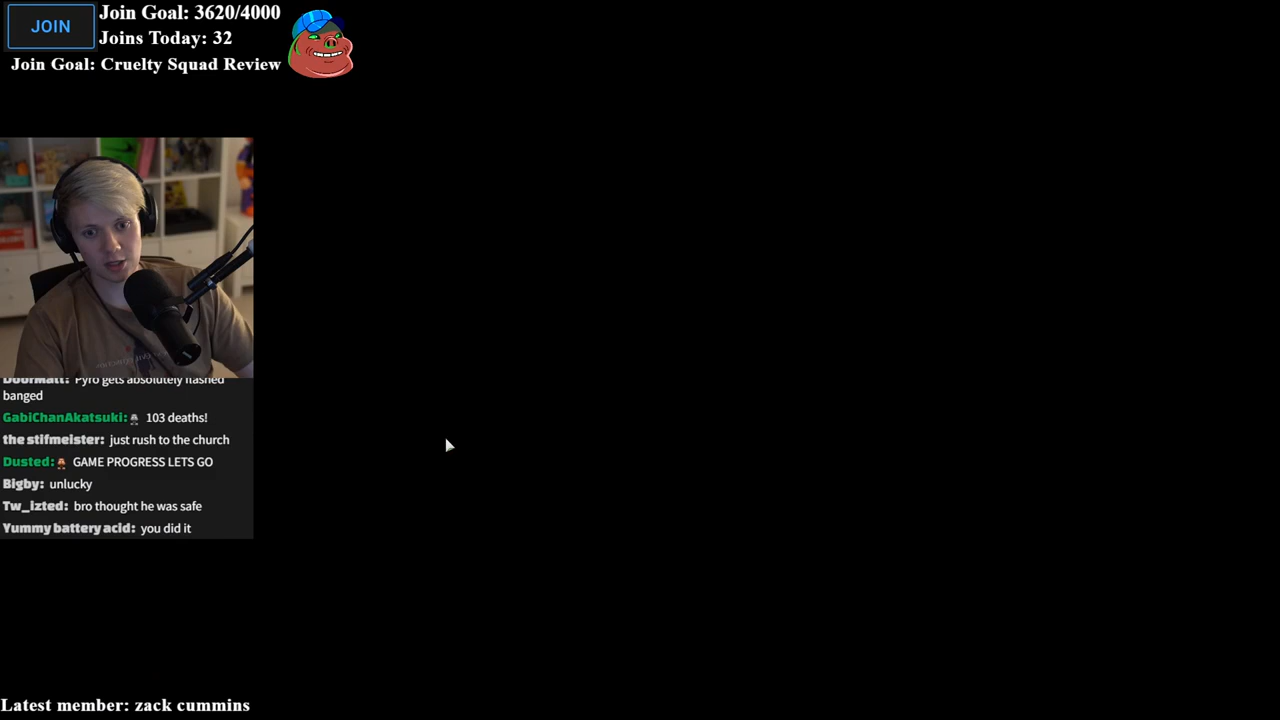 JOIN
Join Goal: 3620/4000
Joins Today: 32
Join Goal: Cruelty Squad Review
DoorMatt: Pyro gets absolutely flashed
banged
GabiChanAkatsuki: 103 deaths!
the stifmeister: just rush to the church
Dusted: GAME PROGRESS LETS GO
Bigby: unlucky
Tw_izted: bro thought he was safe
Yummy battery acid: you did it
Latest member: zack cummins